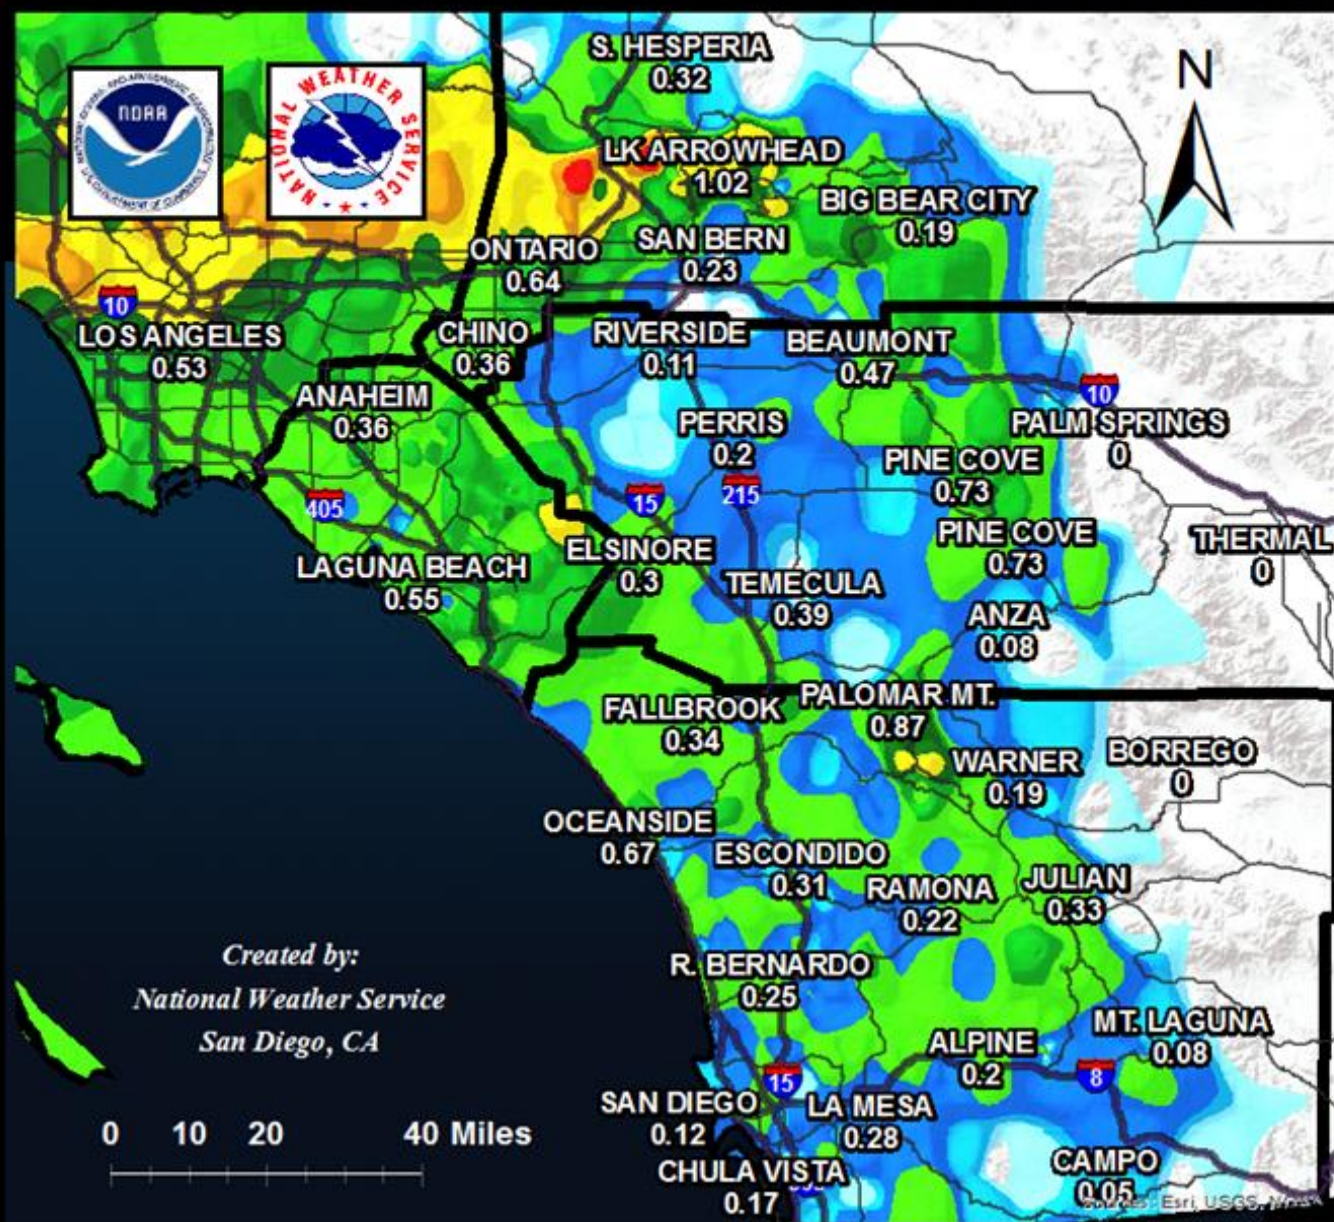 S. HESPERIA
0.32
N
NOAA
NATIONAL WEATHER SERVICE
LK ARROWHEAD
1.02
BIG BEAR CITY
0.19
ONTARIO
0.64
SAN BERN
0.23
10
LOS ANGELES
0.53
CHINO
0.36
RIVERSIDE
0.11
BEAUMONT
0.47
ANAHEIM
0.36
10
PALM SPRINGS
0
PERRIS
0.2
PINE COVE
0.73
405
15
215
PINE COVE
0.73
THERMAL
0
LAGUNA BEACH
0.55
ELSINORE
0.3
TEMECULA
0.39
ANZA
0.08
FALLBROOK
0.34
PALOMAR MT.
0.87
WARNER
0.19
BORREGO
0
OCEANSIDE
0.67
ESCONDIDO
0.31
RAMONA
0.22
JULIAN
0.33
Created by:
National Weather Service
San Diego, CA
R. BERNARDO
0.25
ALPINE
0.2
MT. LAGUNA
0.08
15
8
SAN DIEGO
0.12
LA MESA
0.28
0 10 20 40 Miles
CHULA VISTA
0.17
CAMPO
0.05
Esri, USGS,